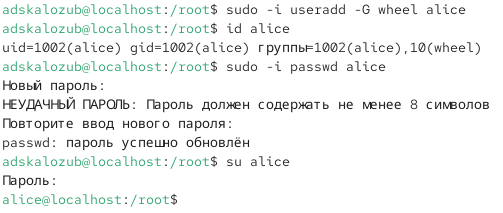 adskalozub@localhost:/root$ sudo -i useradd -G wheel alice
adskalozub@localhost:/root$ id alice
uid=1002(alice) gid=1002(alice) группы=1002(alice),10(wheel)
adskalozub@localhost:/root$ sudo -i passwd alice
Новый пароль:
НЕУДАЧНЫЙ ПАРОЛЬ: Пароль должен содержать не менее 8 символов
Повторите ввод нового пароля:
passwd: пароль успешно обновлён
adskalozub@localhost:/root$ su alice
Пароль:
alice@localhost:/root$